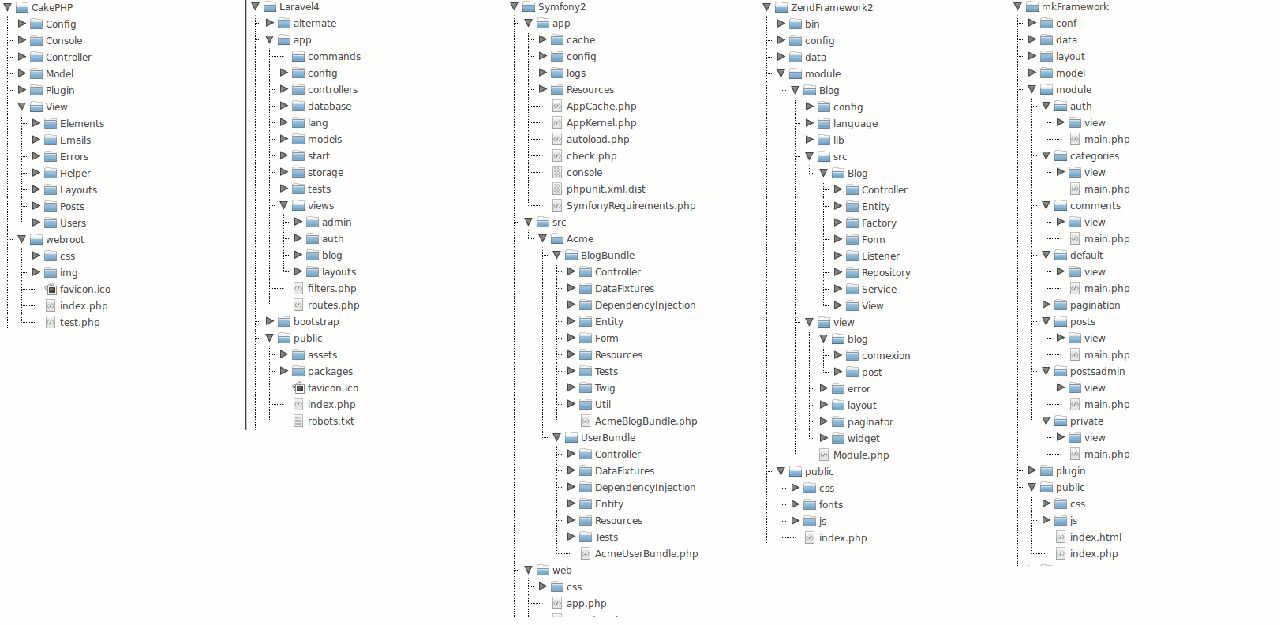 CakePHP
Config
Console
Controller
Model
Plugin
View
Elements
Emails
Errors
Helper
Layouts
Posts
Users
webroot
css
img
favicon.ico
index.php
test.php
Laravel4
alternate
app
commands
config
controllers
database
lang
models
start
storage
tests
views
admin
auth
blog
layouts
filters.php
routes.php
bootstrap
public
assets
packages
favicon.ico
index.php
robots.txt
Symfony2
app
cache
config
logs
Resources
AppCache.php
AppKernel.php
autoload.php
check.php
console
phpunit.xml.dist
SymfonyRequirements.php
src
Acme
BlogBundle
Controller
DataFixtures
DependencyInjection
Entity
Form
Resources
Tests
Twig
Util
AcmeBlogBundle.php
UserBundle
Controller
DataFixtures
DependencyInjection
Entity
Resources
Tests
AcmeUserBundle.php
web
css
app.php
ZendFramework2
bin
config
data
module
Blog
config
language
lib
src
Blog
Controller
Entity
Factory
Form
Listener
Repository
Service
View
view
blog
connexion
post
error
layout
paginator
widget
Module.php
public
css
fonts
js
index.php
mkFramework
conf
data
layout
model
module
auth
view
main.php
categories
view
main.php
comments
view
main.php
default
view
main.php
pagination
posts
view
main.php
postsadmin
view
main.php
private
view
main.php
plugin
public
css
js
index.html
index.php